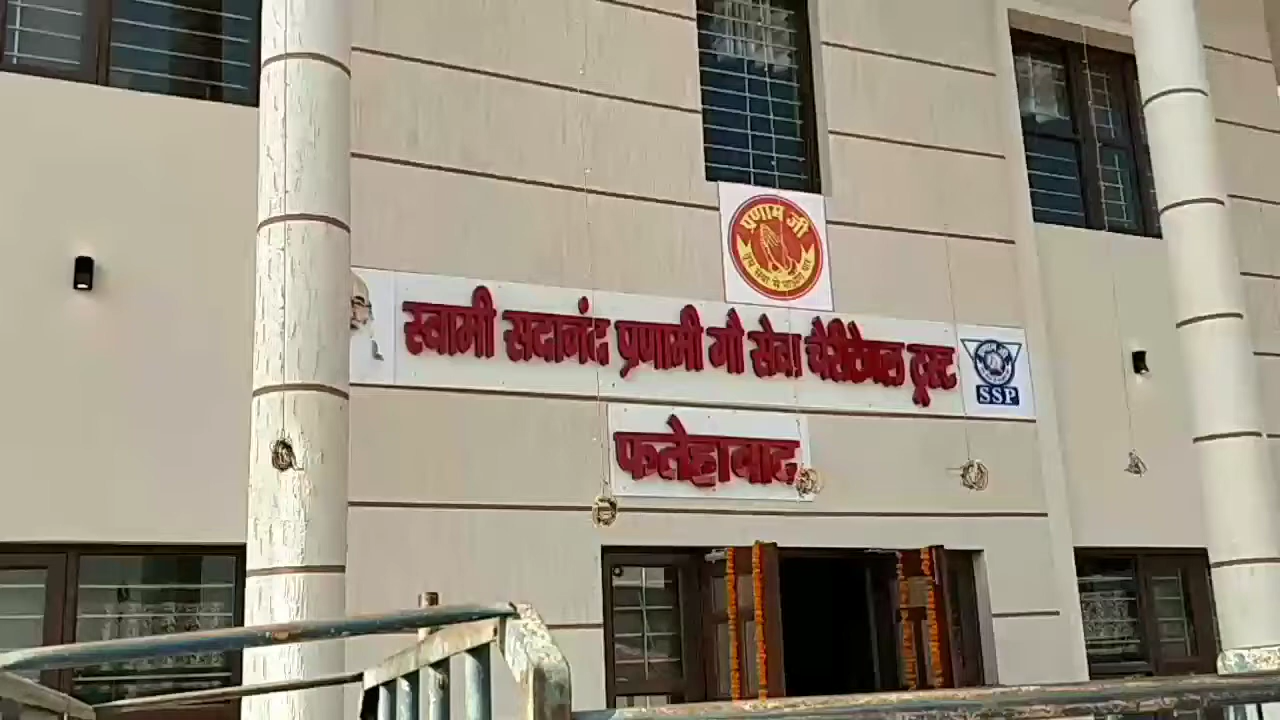 प्रणाम जी
स्वामी सदानंद प्रणामी गौ सेवा चैरीटेबल ट्रस्ट
SSP
फतेहाबाद